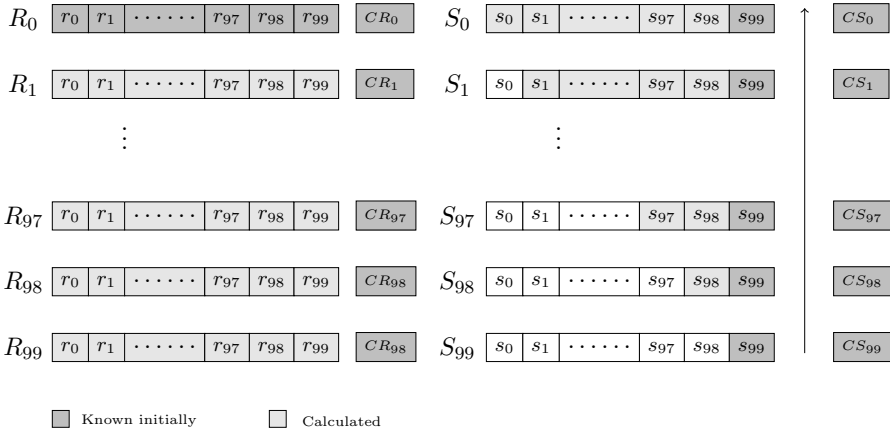 R₀ r₀ r₁ ······ r₉₇ r₉₈ r₉₉ CR₀ S₀ s₀ s₁ ······ s₉₇ s₉₈ s₉₉ CS₀
R₁ r₀ r₁ ······ r₉₇ r₉₈ r₉₉ CR₁ S₁ s₀ s₁ ······ s₉₇ s₉₈ s₉₉ CS₁
⋮ ⋮
R₉₇ r₀ r₁ ······ r₉₇ r₉₈ r₉₉ CR₉₇ S₉₇ s₀ s₁ ······ s₉₇ s₉₈ s₉₉ CS₉₇
R₉₈ r₀ r₁ ······ r₉₇ r₉₈ r₉₉ CR₉₈ S₉₈ s₀ s₁ ······ s₉₇ s₉₈ s₉₉ CS₉₈
R₉₉ r₀ r₁ ······ r₉₇ r₉₈ r₉₉ CR₉₈ S₉₉ s₀ s₁ ······ s₉₇ s₉₈ s₉₉ CS₉₉
Known initially Calculated